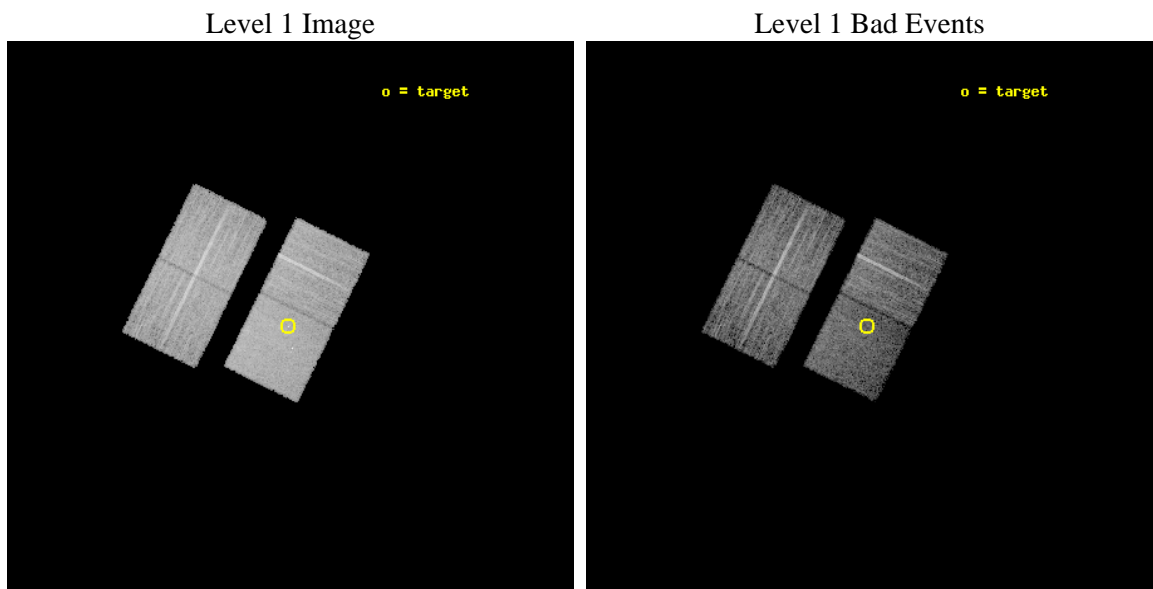 Level 1 Image
Level 1 Bad Events
o = target
o = target